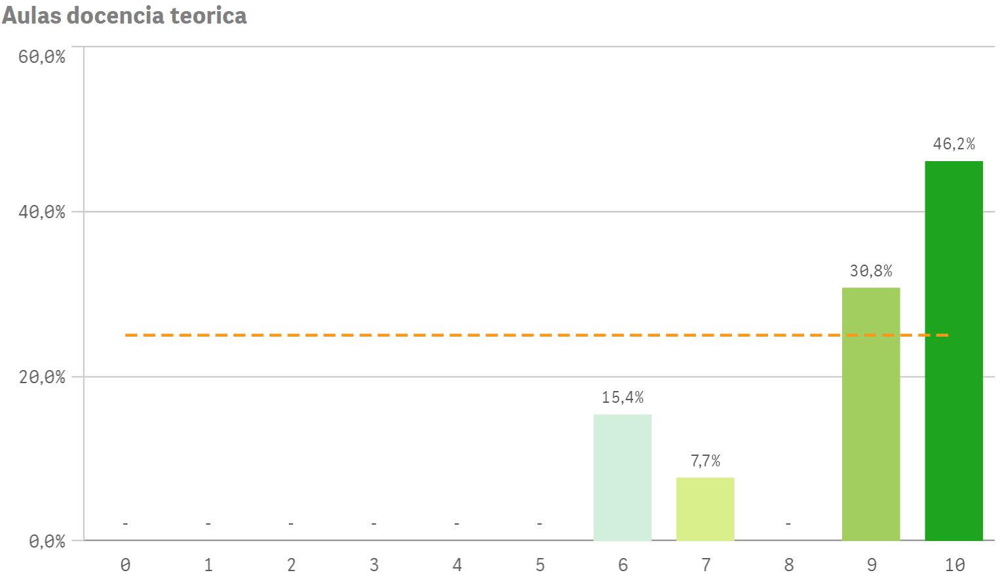 Aulas docencia teorica
60,0%
46,2%
40,0%
30,8%
20,0%
15,4%
7,7%
- - - - - - -
0,0%
0 1 2 3 4 5 6 7 8 9 10